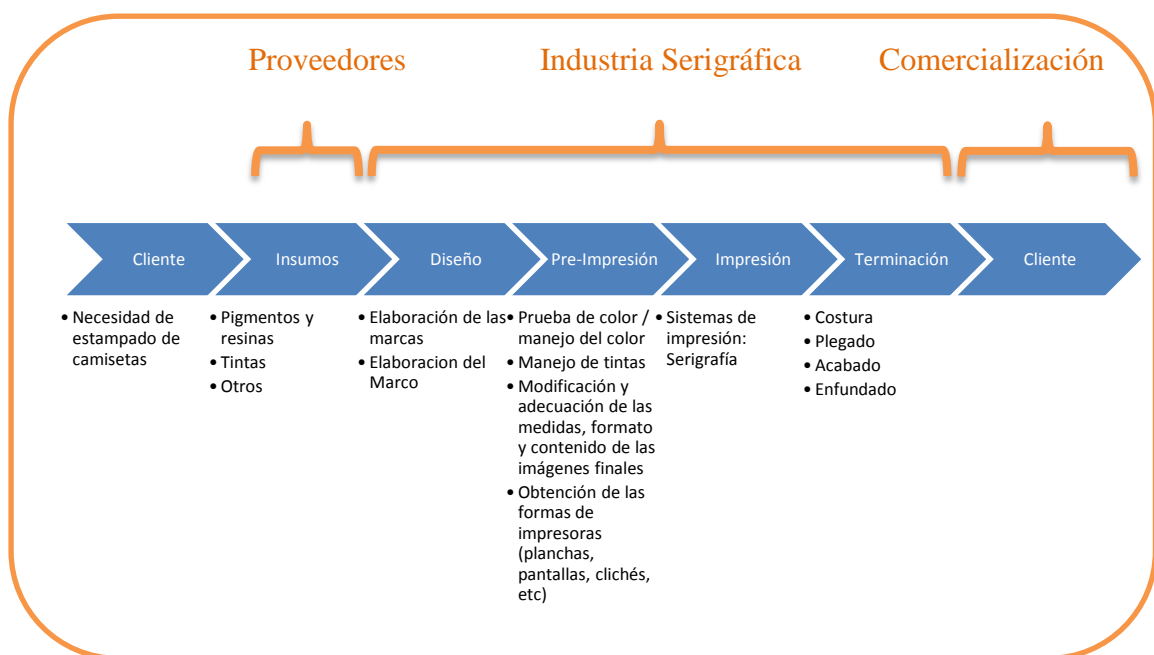 Proveedores
Industria Serigráfica
Comercialización
Cliente
Insumos
Diseño
Pre-Impresión
Impresión
Terminación
Cliente
• Necesidad de
estampado de
camisetas
• Pigmentos y
resinas
• Tintas
• Otros
• Elaboración de las
marcas
• Elaboracion del
Marco
• Prueba de color /
manejo del color
• Manejo de tintas
• Modificación y
adecuación de las
medidas, formato
y contenido de las
imágenes finales
• Obtención de las
formas de
impresoras
(planchas,
pantallas, clichés,
etc)
• Sistemas de
impresión:
Serigrafía
• Costura
• Plegado
• Acabado
• Enfundado